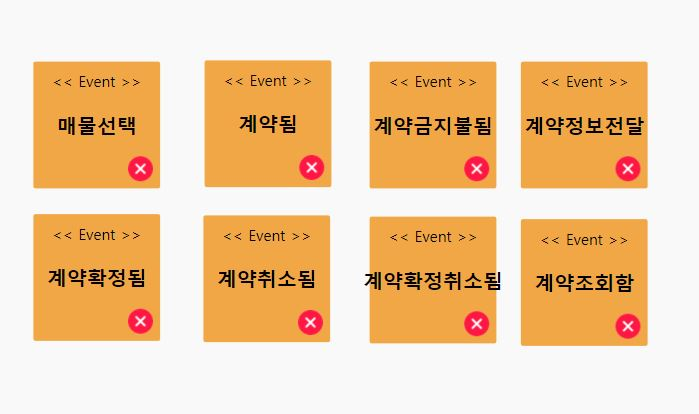 << Event >>
매물선택
<< Event >>
계약됨
<< Event >>
계약금지불됨
<< Event >>
계약정보전달
<< Event >>
계약확정됨
<< Event >>
계약취소됨
<< Event >>
계약확정취소됨
<< Event >>
계약조회함